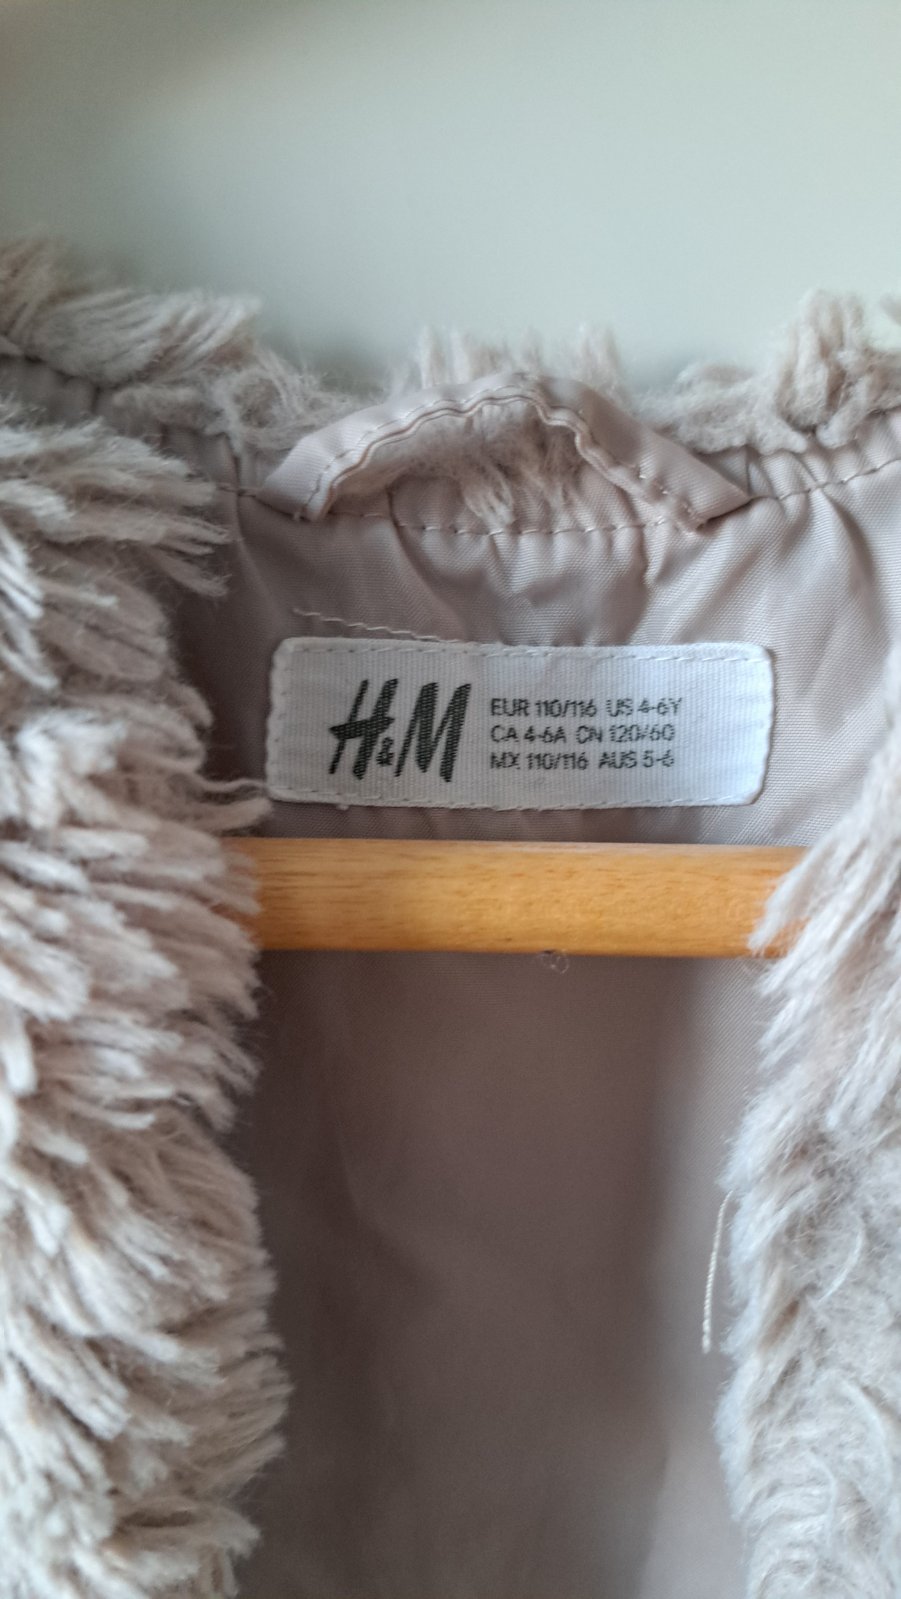 H&M
EUR 110/116 US 4-6Y
CA 4-6A CN 120/60
MX 110/116 AUS 5-6